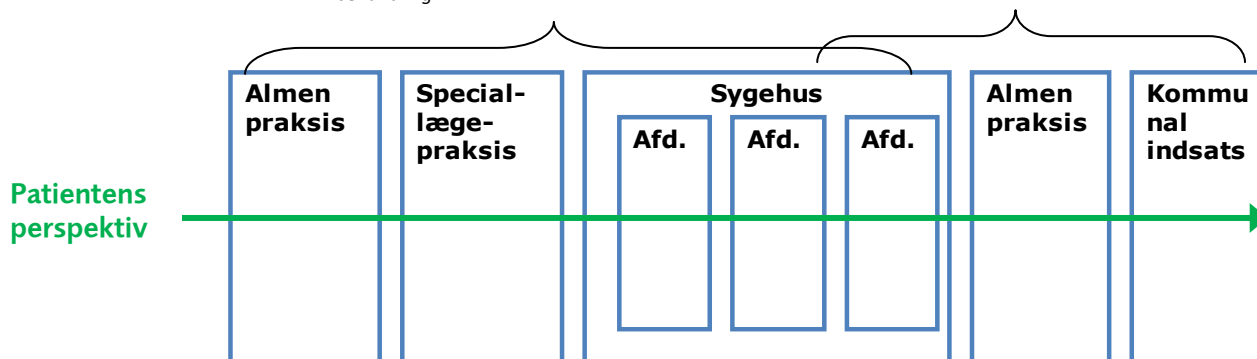 Almen
praksis
Special-
læge-
praksis
Sygehus
Afd.
Afd.
Afd.
Almen
praksis
Kommu
nal
indsats
Patientens
perspektiv